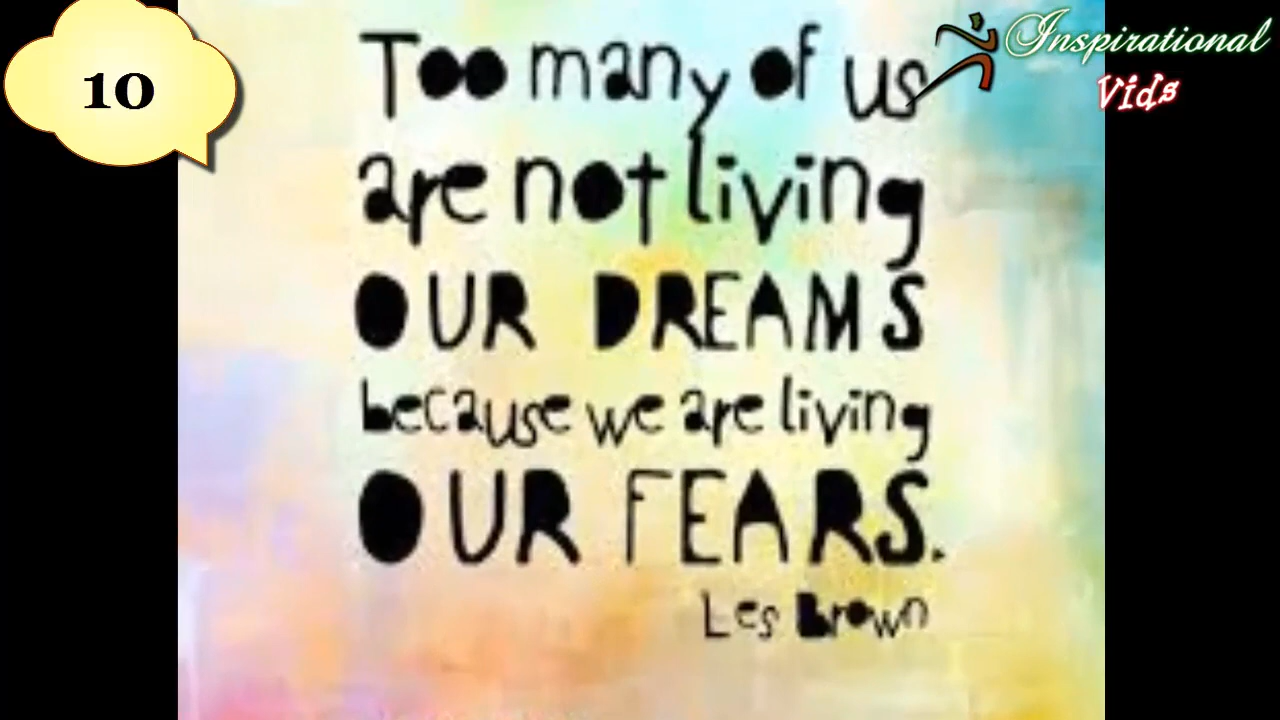 10
Inspirational
Vids
Too many of us
are not living
OUR DREAMS
because we are living
OUR FEARS.
Les Brown